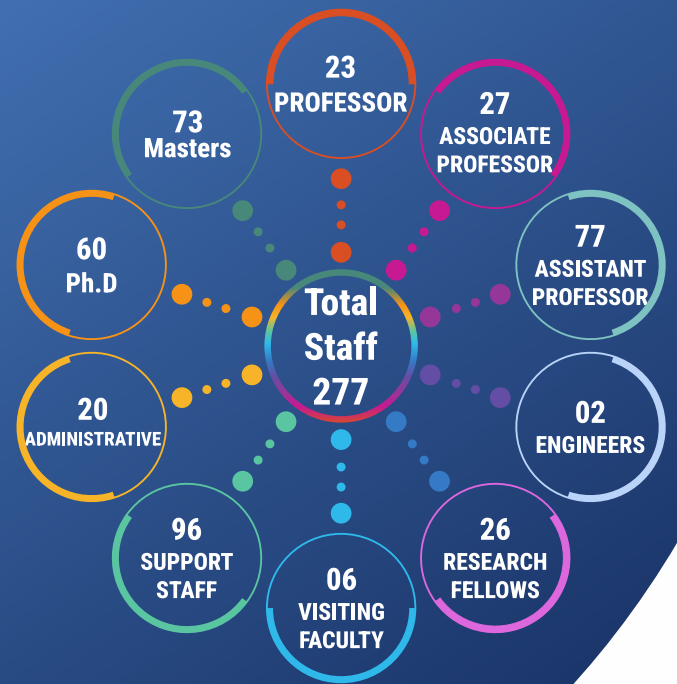 23
PROFESSOR
27
ASSOCIATE
PROFESSOR
77
ASSISTANT
PROFESSOR
02
ENGINEERS
26
RESEARCH
FELLOWS
06
VISITING
FACULTY
96
SUPPORT
STAFF
20
ADMINISTRATIVE
60
Ph.D
73
Masters
Total
Staff
277